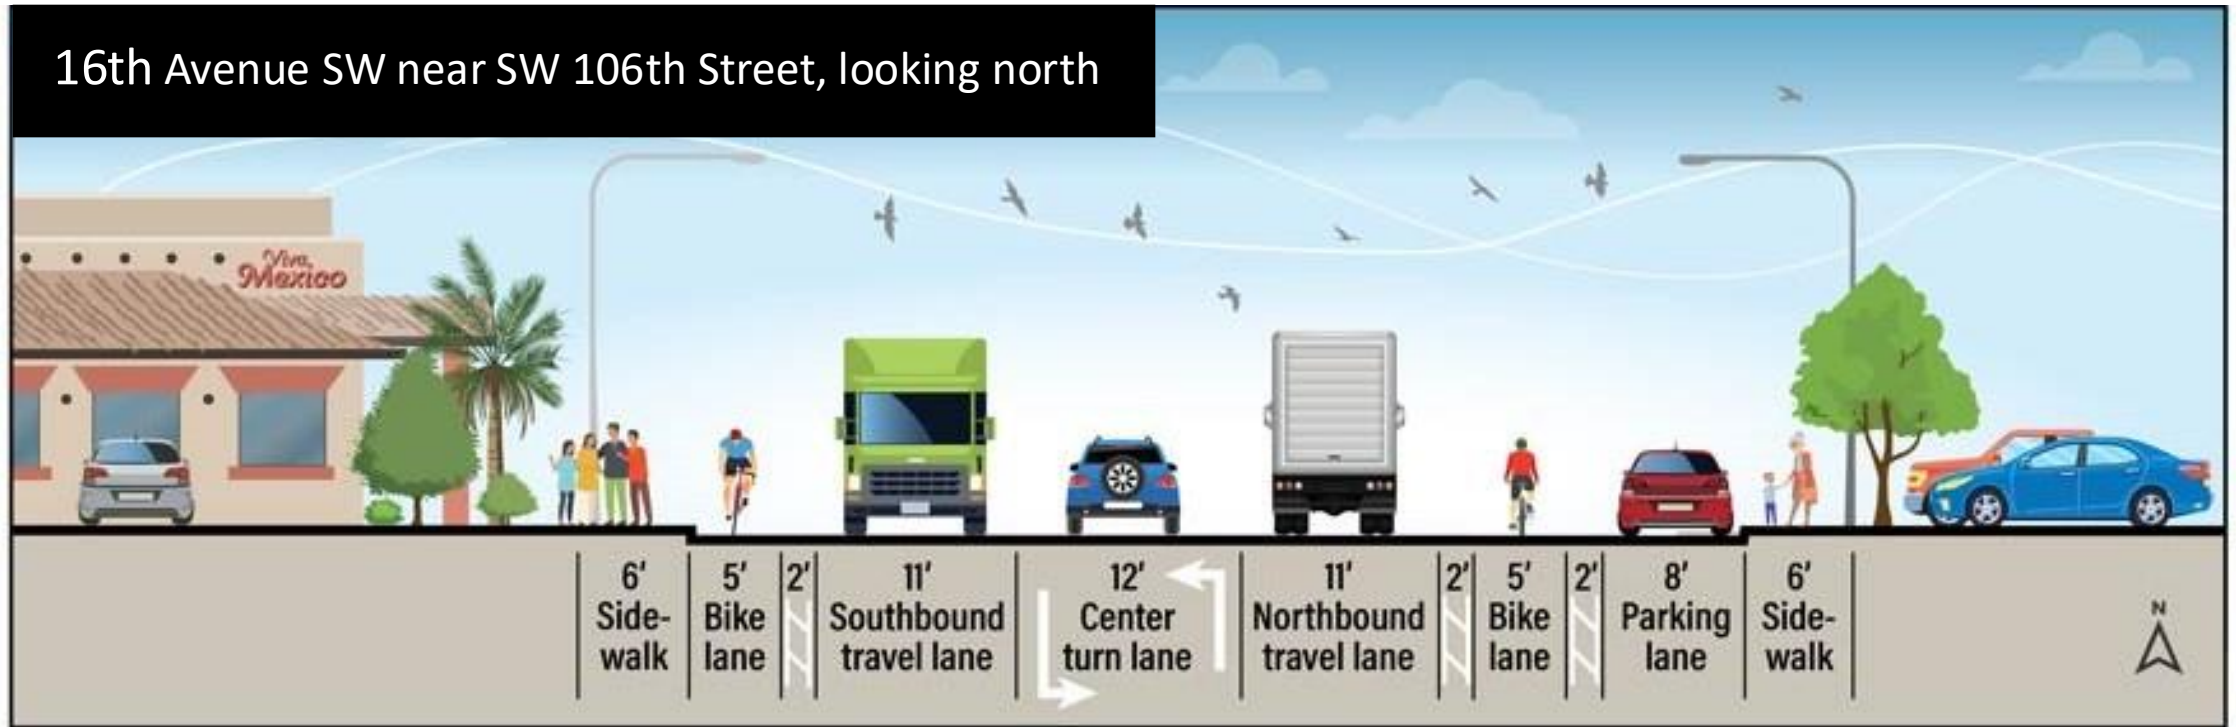 16th Avenue SW near SW 106th Street, looking north
Viva
Mexico
6'
Side-
walk
5'
Bike
lane
2'
11'
Southbound
travel lane
12'
Center
turn lane
11'
Northbound
travel lane
2'
5'
Bike
lane
2'
8'
Parking
lane
6'
Side-
walk
N